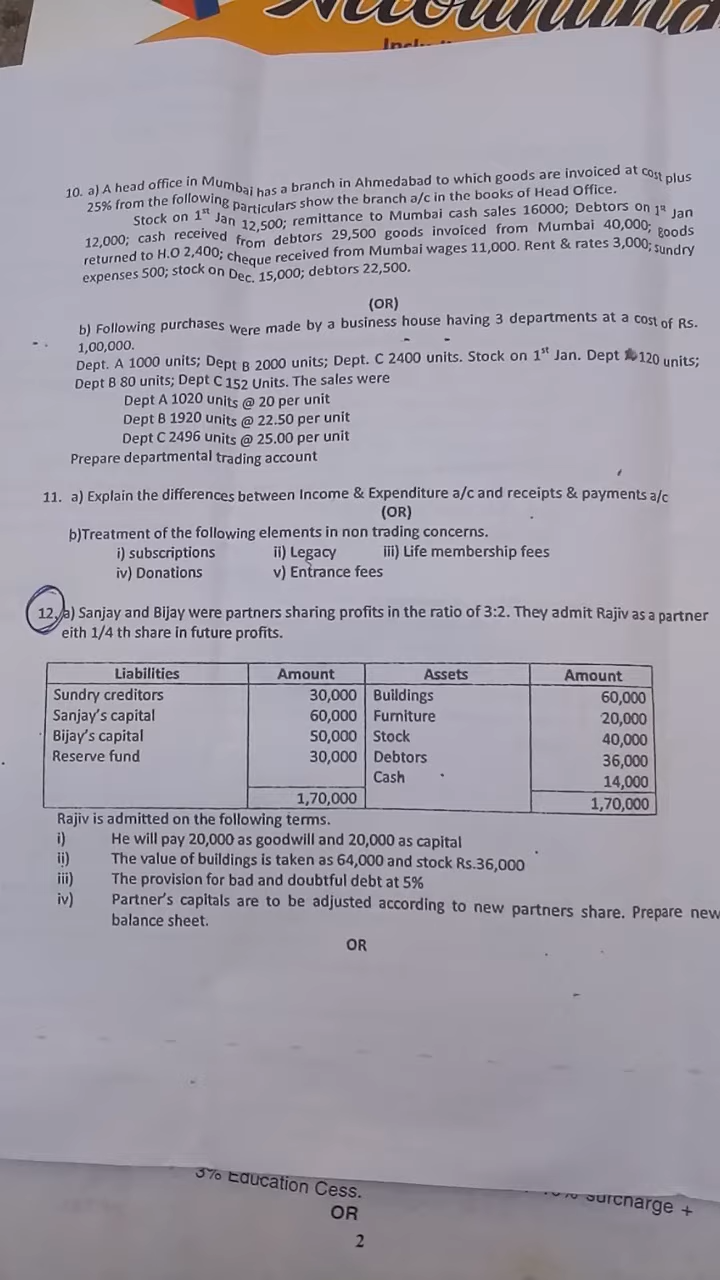 Accounting
10. a) A head office in Mumbai has a branch in Ahmedabad to which goods are invoiced at cost plus
25% from the following particulars show the branch a/c in the books of Head Office.
Stock on 1st Jan 12,500; remittance to Mumbai cash sales 16000; Debtors on 1st Jan
12,000; cash received from debtors 29,500 goods invoiced from Mumbai 40,000; goods
returned to H.O 2,400; cheque received from Mumbai wages 11,000. Rent & rates 3,000; sundry
expenses 500; stock on Dec. 15,000; debtors 22,500.
(OR)
b) Following purchases were made by a business house having 3 departments at a cost of Rs.
1,00,000.
Dept. A 1000 units; Dept B 2000 units; Dept. C 2400 units. Stock on 1st Jan. Dept 120 units;
Dept B 80 units; Dept C 152 Units. The sales were
Dept A 1020 units @ 20 per unit
Dept B 1920 units @ 22.50 per unit
Dept C 2496 units @ 25.00 per unit
Prepare departmental trading account
11. a) Explain the differences between Income & Expenditure a/c and receipts & payments a/c
(OR)
b)Treatment of the following elements in non trading concerns.
i) subscriptions ii) Legacy iii) Life membership fees
iv) Donations v) Entrance fees
12. a) Sanjay and Bijay were partners sharing profits in the ratio of 3:2. They admit Rajiv as a partner
eith 1/4 th share in future profits.
Liabilities Amount Assets Amount
Sundry creditors 30,000 Buildings 60,000
Sanjay's capital 60,000 Furniture 20,000
Bijay's capital 50,000 Stock 40,000
Reserve fund 30,000 Debtors 36,000
Cash 14,000
1,70,000 1,70,000
Rajiv is admitted on the following terms.
i) He will pay 20,000 as goodwill and 20,000 as capital
ii) The value of buildings is taken as 64,000 and stock Rs.36,000
iii) The provision for bad and doubtful debt at 5%
iv) Partner's capitals are to be adjusted according to new partners share. Prepare new
balance sheet.
OR
3% Education Cess. surcharge +
OR
2